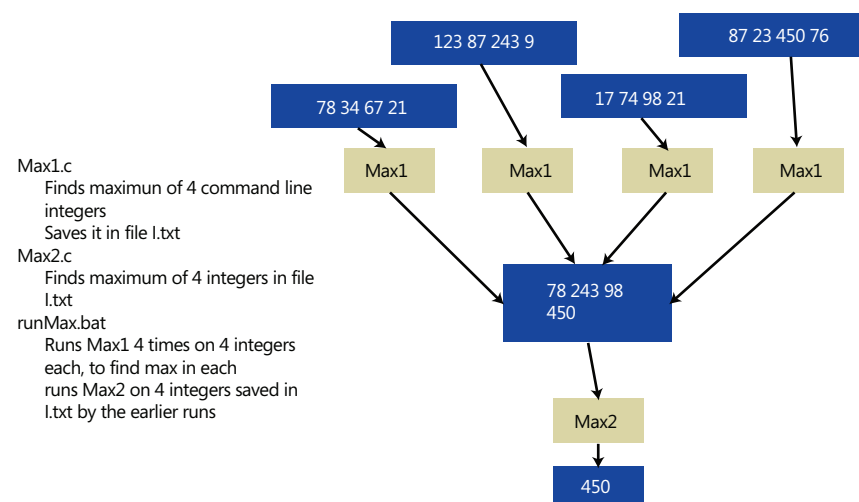 123 87 243 9
87 23 450 76
78 34 67 21
17 74 98 21
Max1
Max1
Max1
Max1
Max1.c
Finds maximun of 4 command line
integers
Saves it in file I.txt
Max2.c
Finds maximum of 4 integers in file
I.txt
runMax.bat
Runs Max1 4 times on 4 integers
each, to find max in each
runs Max2 on 4 integers saved in
I.txt by the earlier runs
78 243 98
450
Max2
450